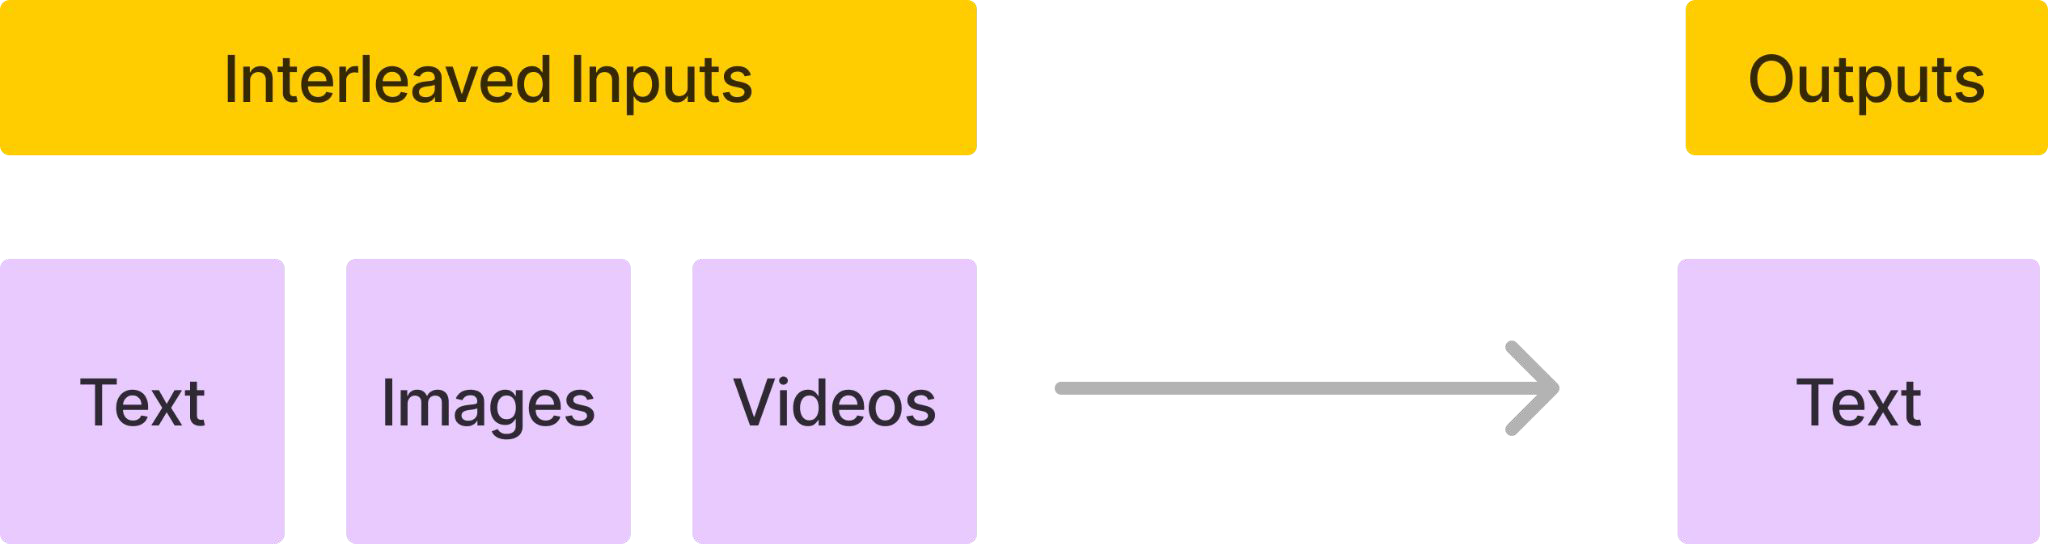 Interleaved Inputs
Outputs
Text
Images
Videos
Text